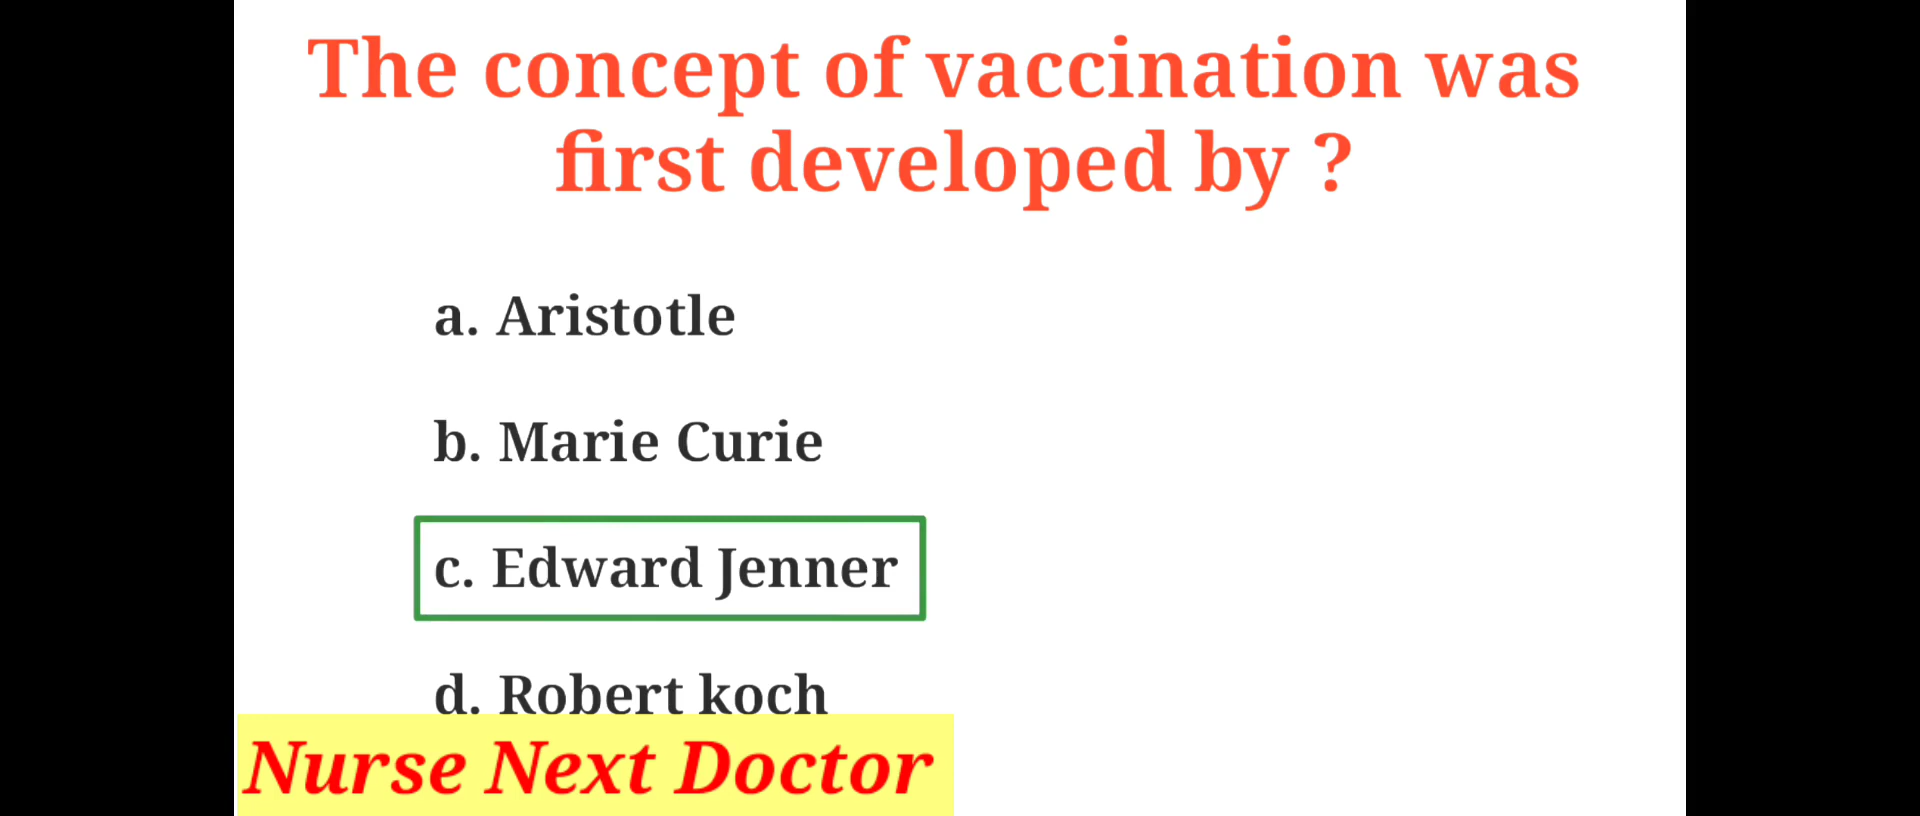 The concept of vaccination was
first developed by ?
a. Aristotle
b. Marie Curie
c. Edward Jenner
d. Robert koch
Nurse Next Doctor